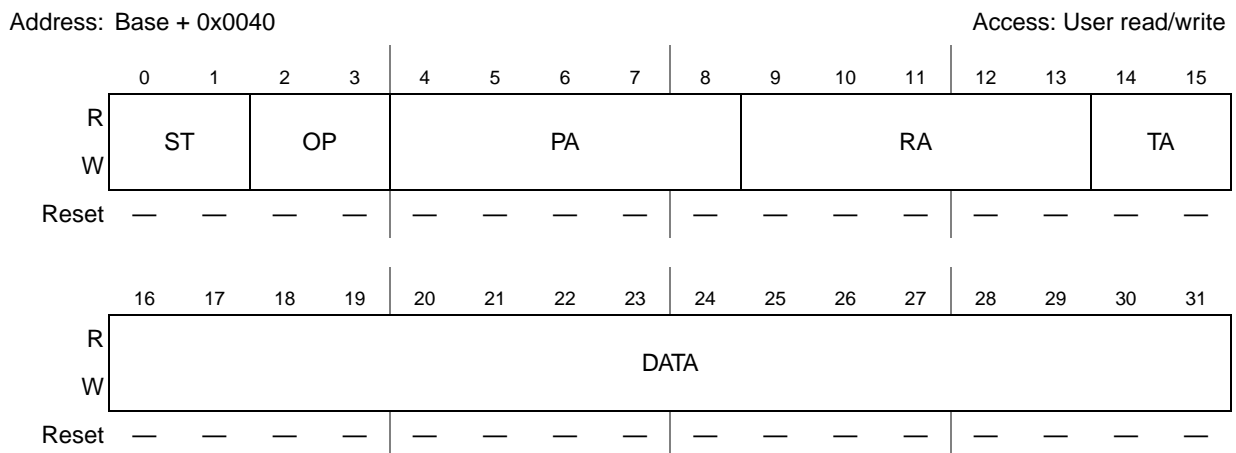 Address: Base + 0x0040 Access: User read/write
0 1 2 3 4 5 6 7 8 9 10 11 12 13 14 15
R
ST OP PA RA TA
W
Reset — — — — — — — — — — — — — — — —
16 17 18 19 20 21 22 23 24 25 26 27 28 29 30 31
R
DATA
W
Reset — — — — — — — — — — — — — — — —